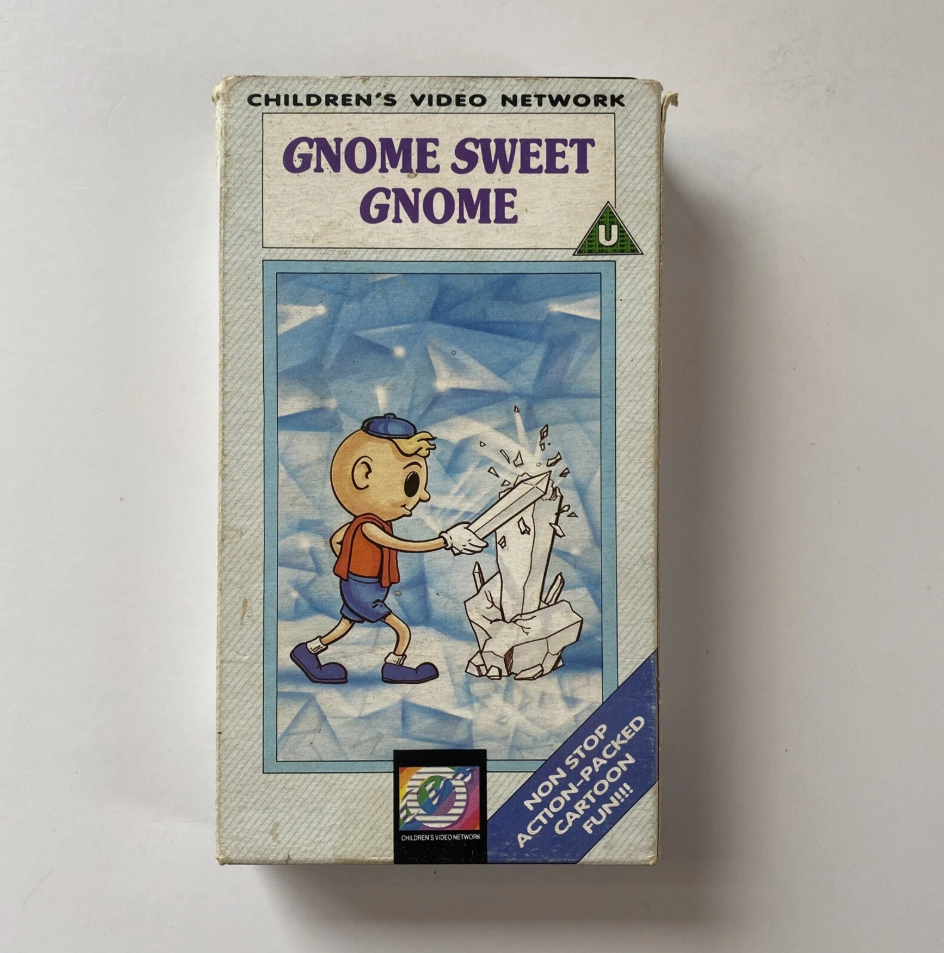 CHILDREN'S VIDEO NETWORK
GNOME SWEET
GNOME
U
NON STOP
ACTION-PACKED
CARTOON
FUN!!!
CHILDREN'S VIDEO NETWORK